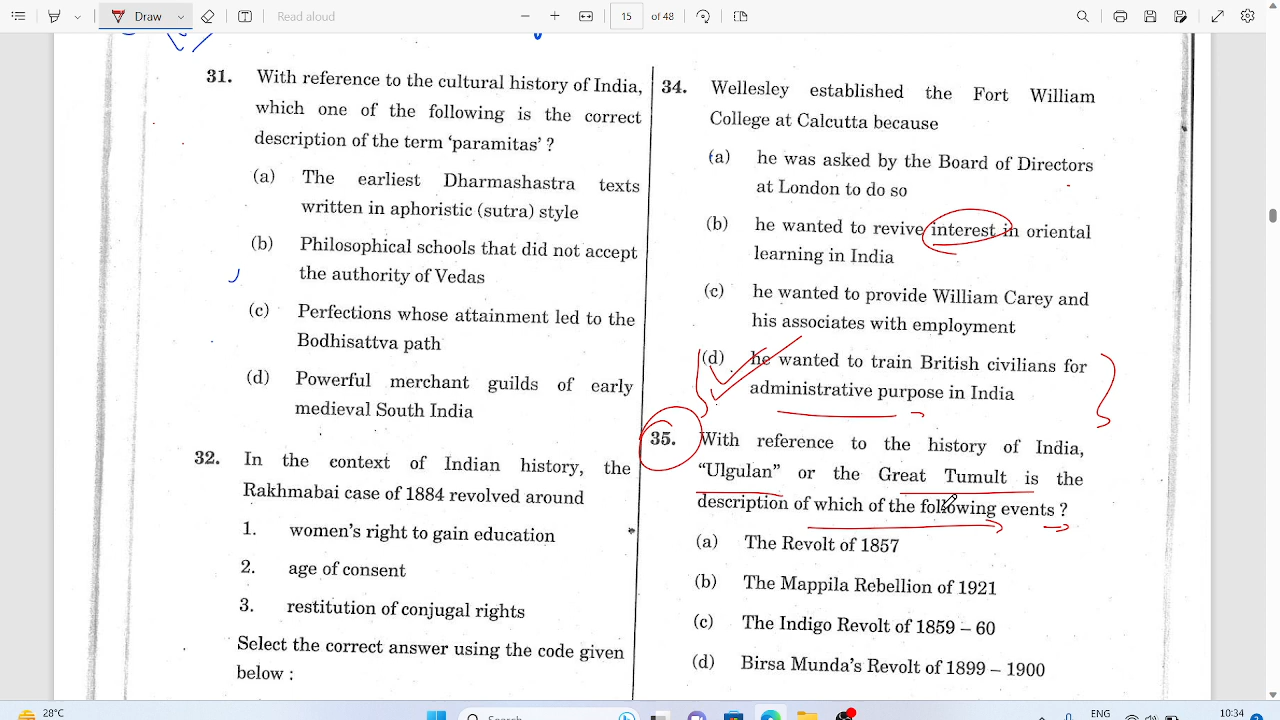 Draw
Read aloud
15
of 48
31. With reference to the cultural history of India,
which one of the following is the correct
description of the term 'paramitas' ?
(a) The earliest Dharmashastra texts
written in aphoristic (sutra) style
(b) Philosophical schools that did not accept
the authority of Vedas
(c) Perfections whose attainment led to the
Bodhisattva path
(d) Powerful merchant guilds of early
medieval South India
32. In the context of Indian history, the
Rakhmabai case of 1884 revolved around
1. women's right to gain education
2. age of consent
3. restitution of conjugal rights
Select the correct answer using the code given
below :
34. Wellesley established the Fort William
College at Calcutta because
(a) he was asked by the Board of Directors
at London to do so
(b) he wanted to revive interest in oriental
learning in India
(c) he wanted to provide William Carey and
his associates with employment
(d) he wanted to train British civilians for
administrative purpose in India
35. With reference to the history of India,
"Ulgulan" or the Great Tumult is the
description of which of the following events ?
(a) The Revolt of 1857
(b) The Mappila Rebellion of 1921
(c) The Indigo Revolt of 1859 – 60
(d) Birsa Munda's Revolt of 1899 – 1900
28°C
Search
ENG
10:34